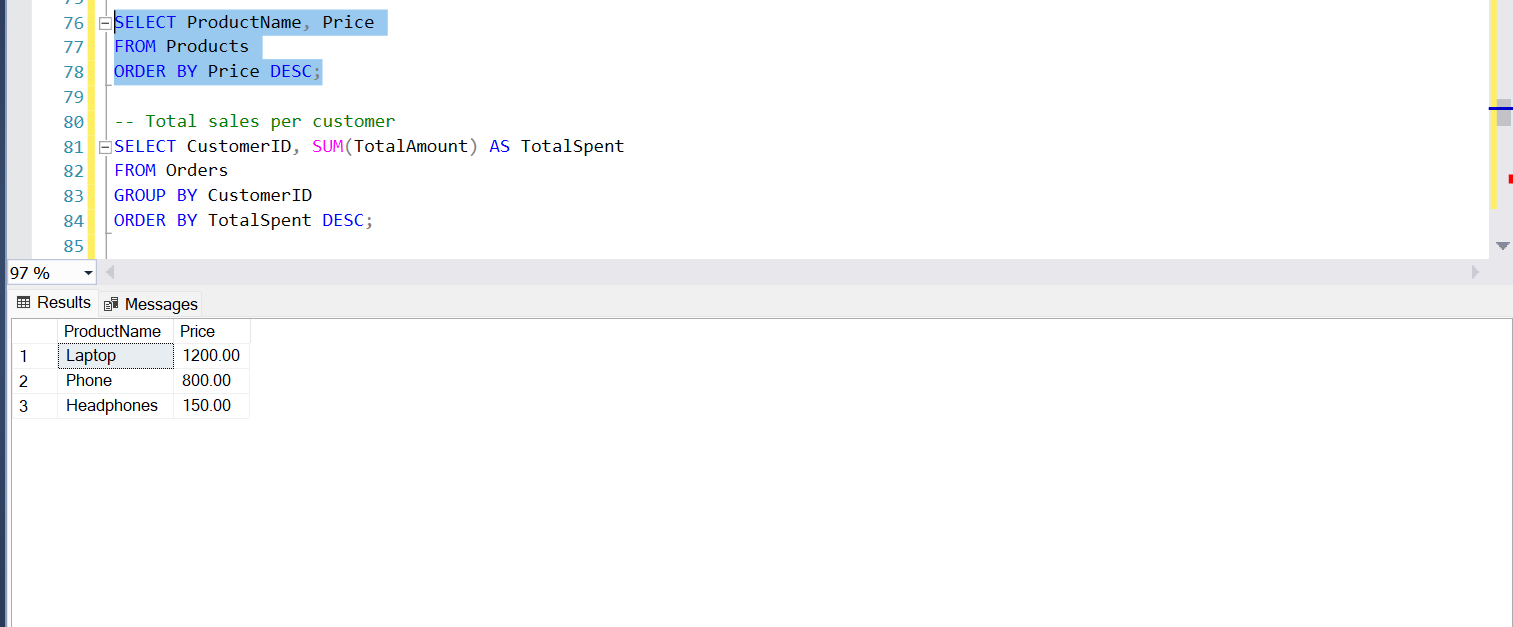 75
76 SELECT ProductName, Price
77 FROM Products
78 ORDER BY Price DESC;
79
80 -- Total sales per customer
81 SELECT CustomerID, SUM(TotalAmount) AS TotalSpent
82 FROM Orders
83 GROUP BY CustomerID
84 ORDER BY TotalSpent DESC;
85
97 %
Results Messages
ProductName Price
1 Laptop 1200.00
2 Phone 800.00
3 Headphones 150.00